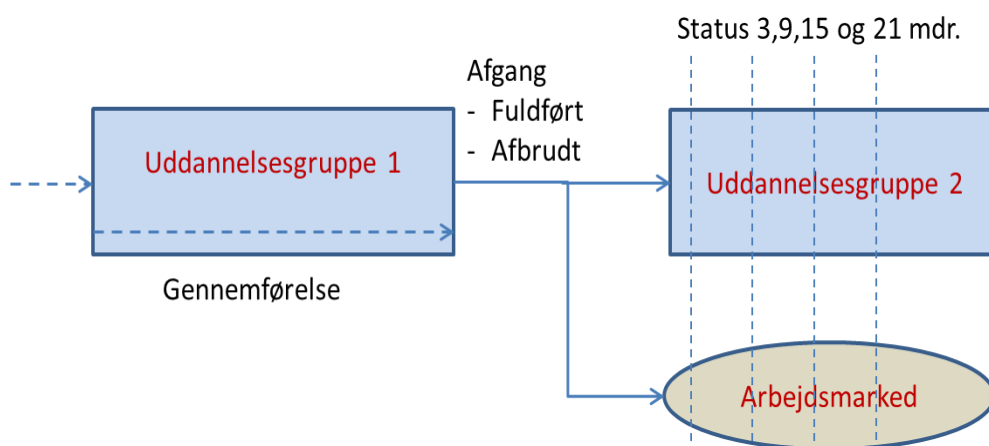 Status 3,9,15 og 21 mdr.
Afgang
- Fuldført
- Afbrudt
Uddannelsesgruppe 1
Uddannelsesgruppe 2
Gennemførelse
Arbejdsmarked